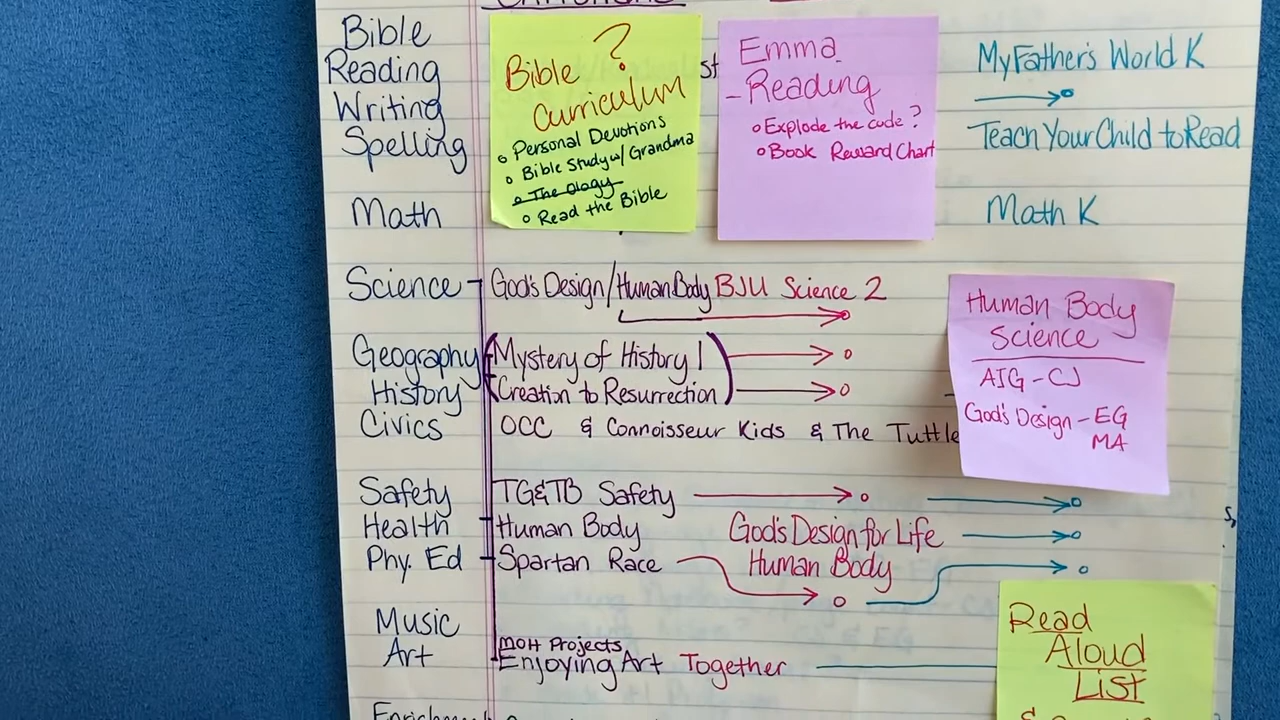 Bible
Reading
Writing
Spelling
Math
Bible ?
Curriculum
o Personal Devotions
o Bible Study w/ Grandma
o The ology
o Read the Bible
st
Emma
- Reading
o Explode the code?
o Book Reward Chart
My Father's World K
Teach Your Child to Read
Math K
Science God's Design/Human Body BJU Science 2
Geography Mystery of History 1
History Creation to Resurrection
Civics OCC & Connoisseur Kids & The Tuttle
Human Body
Science
AIG - CJ
God's Design - EG
MA
Safety TG&TB Safety
Health Human Body God's Design for Life
Phy. Ed Spartan Race Human Body
Music
Art MOH Projects
Enjoying Art Together
Read
Aloud
List